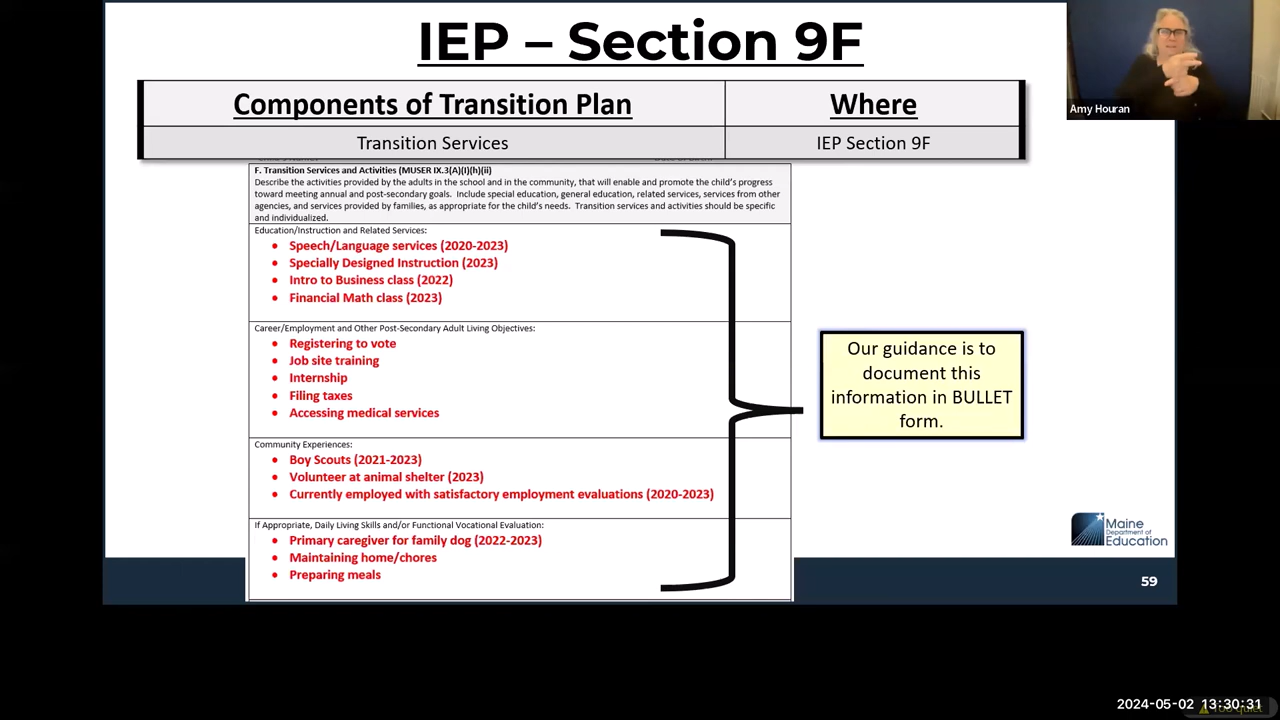 IEP – Section 9F
Components of Transition Plan
Where
Transition Services
IEP Section 9F
F. Transition Services and Activities (MUSER IX.3(A)(I)(h)(ii)
Describe the activities provided by the adults in the school and in the community, that will enable and promote the child's progress
toward meeting annual and post-secondary goals. Include special education, general education, related services, services from other
agencies, and services provided by families, as appropriate for the child's needs. Transition services and activities should be specific
and individualized.
Education/Instruction and Related Services:
• Speech/Language services (2020-2023)
• Specially Designed Instruction (2023)
• Intro to Business class (2022)
• Financial Math class (2023)
Career/Employment and Other Post-Secondary Adult Living Objectives:
• Registering to vote
• Job site training
• Internship
• Filing taxes
• Accessing medical services
Community Experiences:
• Boy Scouts (2021-2023)
• Volunteer at animal shelter (2023)
• Currently employed with satisfactory employment evaluations (2020-2023)
If Appropriate, Daily Living Skills and/or Functional Vocational Evaluation:
• Primary caregiver for family dog (2022-2023)
• Maintaining home/chores
• Preparing meals
Our guidance is to
document this
information in BULLET
form.
Maine
Department of
Education
59
Amy Houran
2024-05-02 13:30:31